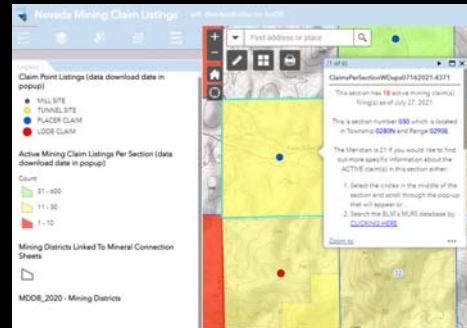 Nevada Mining Claim Listings
Find address or place
Claim Point Listings (data download date in
popup)
MILL SITE
TUNNEL SITE
PLACER CLAIM
LODE CLAIM
Active Mining Claim Listings Per Section (data
download date in popup)
Count
31 - 600
11 - 30
1 - 10
Mining Districts Linked To Mineral Connection
Sheets
MDDB_2020 - Mining Districts
(1 of 6)
ClaimsPerSectionWDupe07162021:8371
This section has 18 active mining claim(s)
filing(s) as of July 27, 2021
This is section number 030 which is located
in Township 0280N and Range 0290E.
The Meridian is 21 If you would like to find
out more specific information about the
ACTIVE claim(s) in this section either:
1. Select the circles in the middle of the
section and scroll through the pop-up
that will appear or...
2. Search the BLM's MLRS database by
CLICKING HERE
Zoom to
32